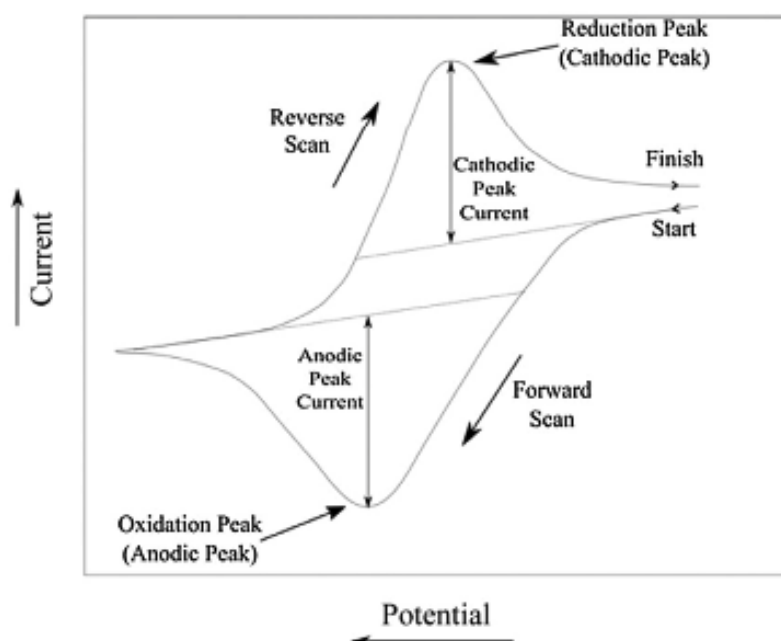 Reduction Peak
(Cathodic Peak)
Reverse
Scan
Cathodic
Peak
Current
Finish
Start
Current
Anodic
Peak
Current
Forward
Scan
Oxidation Peak
(Anodic Peak)
Potential